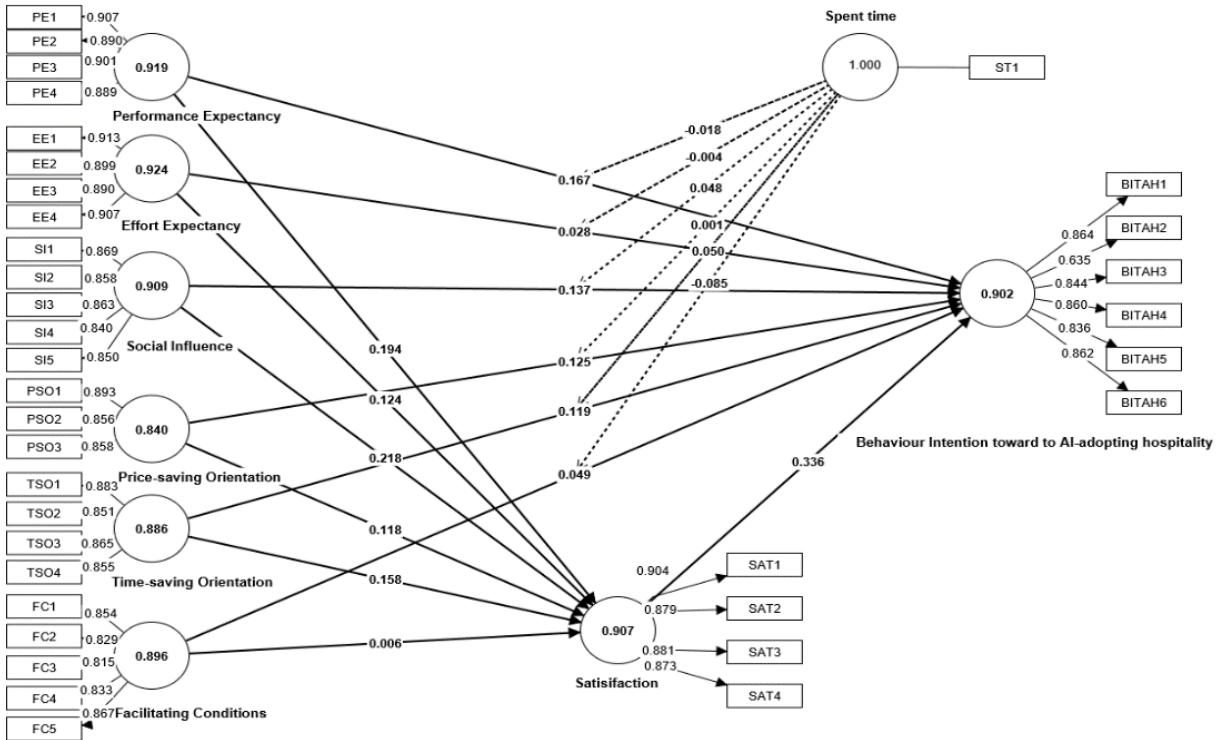 PE1
0.907
PE2
0.890
PE3
0.901
PE4
0.889
0.919
Performance Expectancy
EE1
0.913
EE2
0.899
EE3
0.890
EE4
0.907
0.924
Effort Expectancy
SI1
0.869
SI2
0.858
SI3
0.863
SI4
0.840
SI5
0.850
0.909
Social Influence
PSO1
0.893
PSO2
0.856
PSO3
0.858
0.840
Price-saving Orientation
TSO1
0.883
TSO2
0.851
TSO3
0.865
TSO4
0.855
0.886
Time-saving Orientation
FC1
0.854
FC2
0.829
FC3
0.815
FC4
0.833
FC5
0.867
0.896
Facilitating Conditions
Spent time
1.000
ST1
-0.018
-0.004
0.048
0.001
0.050
-0.085
0.167
0.028
0.137
0.125
0.119
0.049
0.194
0.124
0.218
0.118
0.158
0.006
0.336
0.902
BITAH1
0.864
BITAH2
0.635
BITAH3
0.844
BITAH4
0.860
BITAH5
0.836
BITAH6
0.862
Behaviour Intention toward to AI-adopting hospitality
0.907
Satisifaction
SAT1
0.904
SAT2
0.879
SAT3
0.881
SAT4
0.873